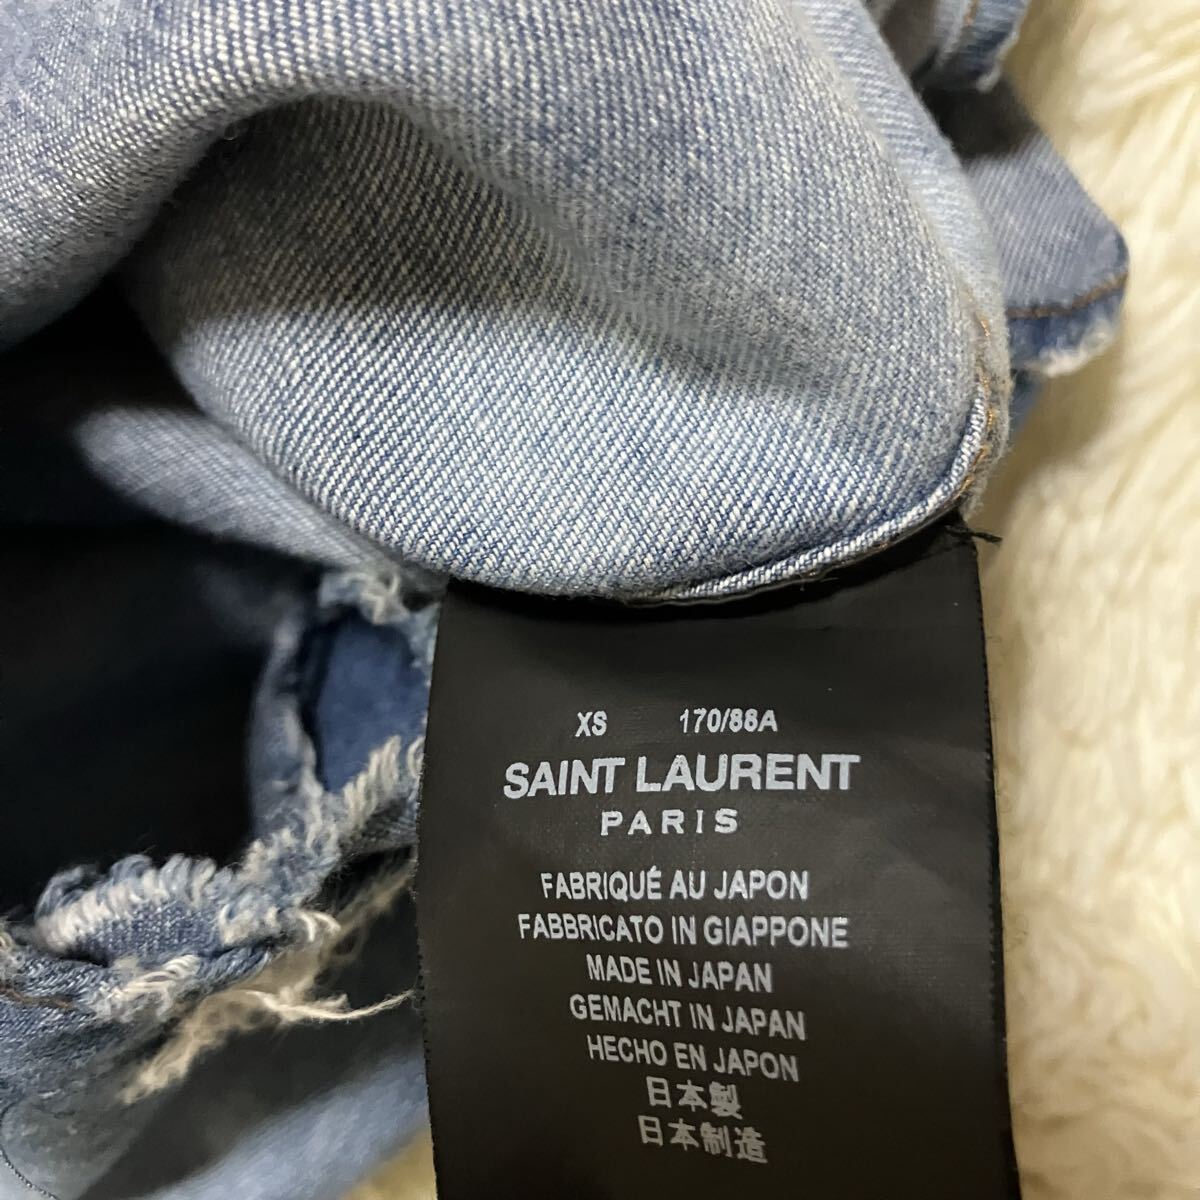 XS 170/88A
SAINT LAURENT
PARIS
FABRIQUÉ AU JAPON
FABBRICATO IN GIAPPONE
MADE IN JAPAN
GEMACHT IN JAPAN
HECHO EN JAPON
日本製
日本制造